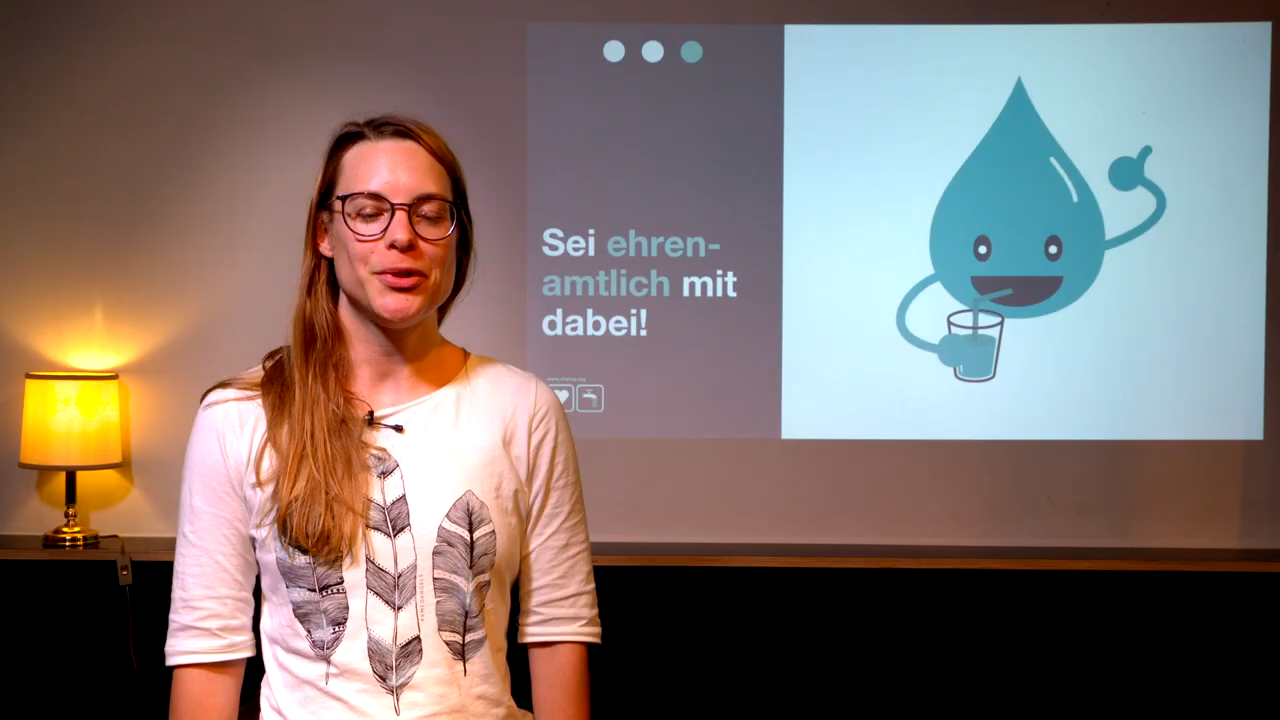 Sei ehren-
amtlich mit
dabei!